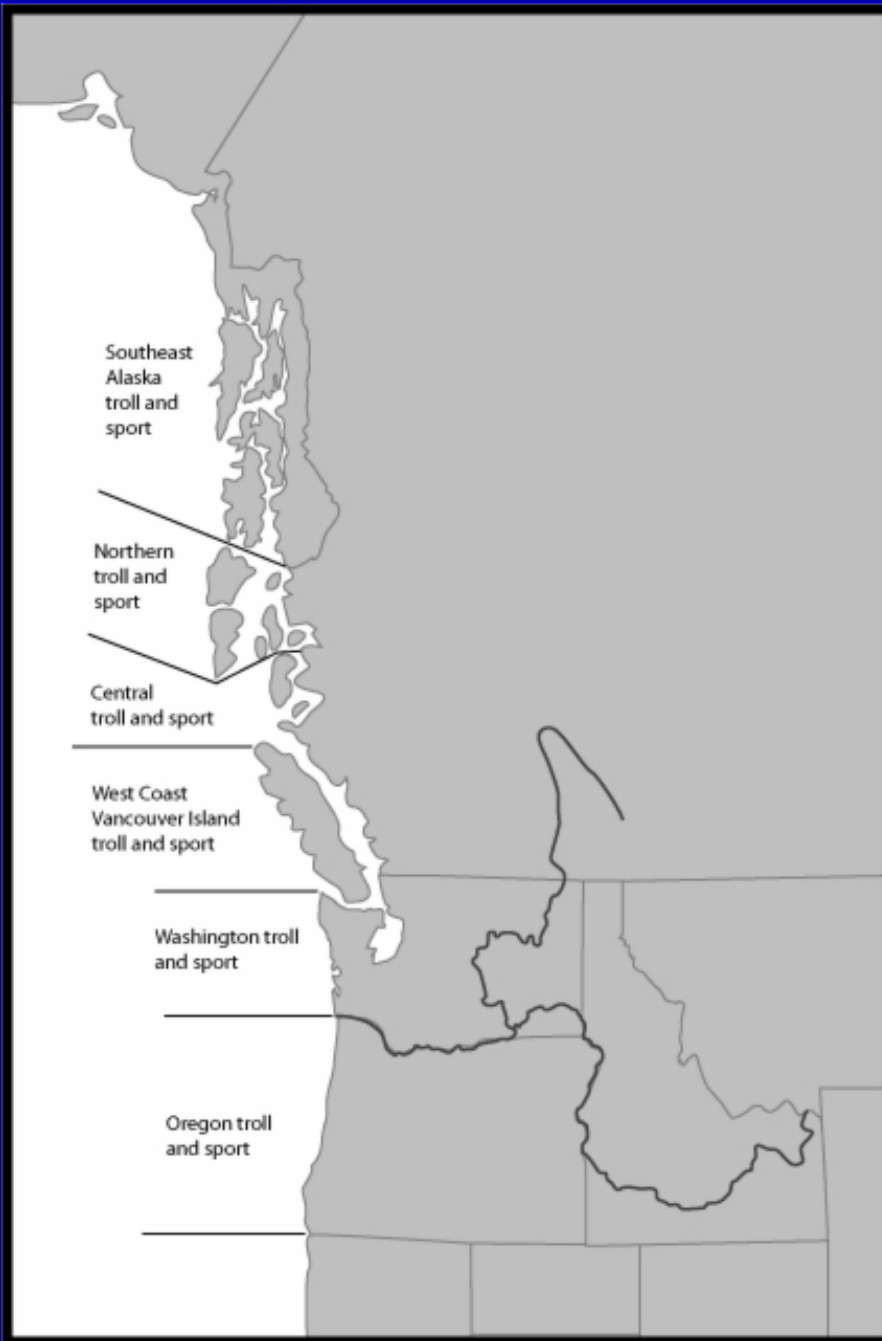 Southeast
Alaska
troll and
sport
Northern
troll and
sport
Central
troll and sport
West Coast
Vancouver Island
troll and sport
Washington troll
and sport
Oregon troll
and sport